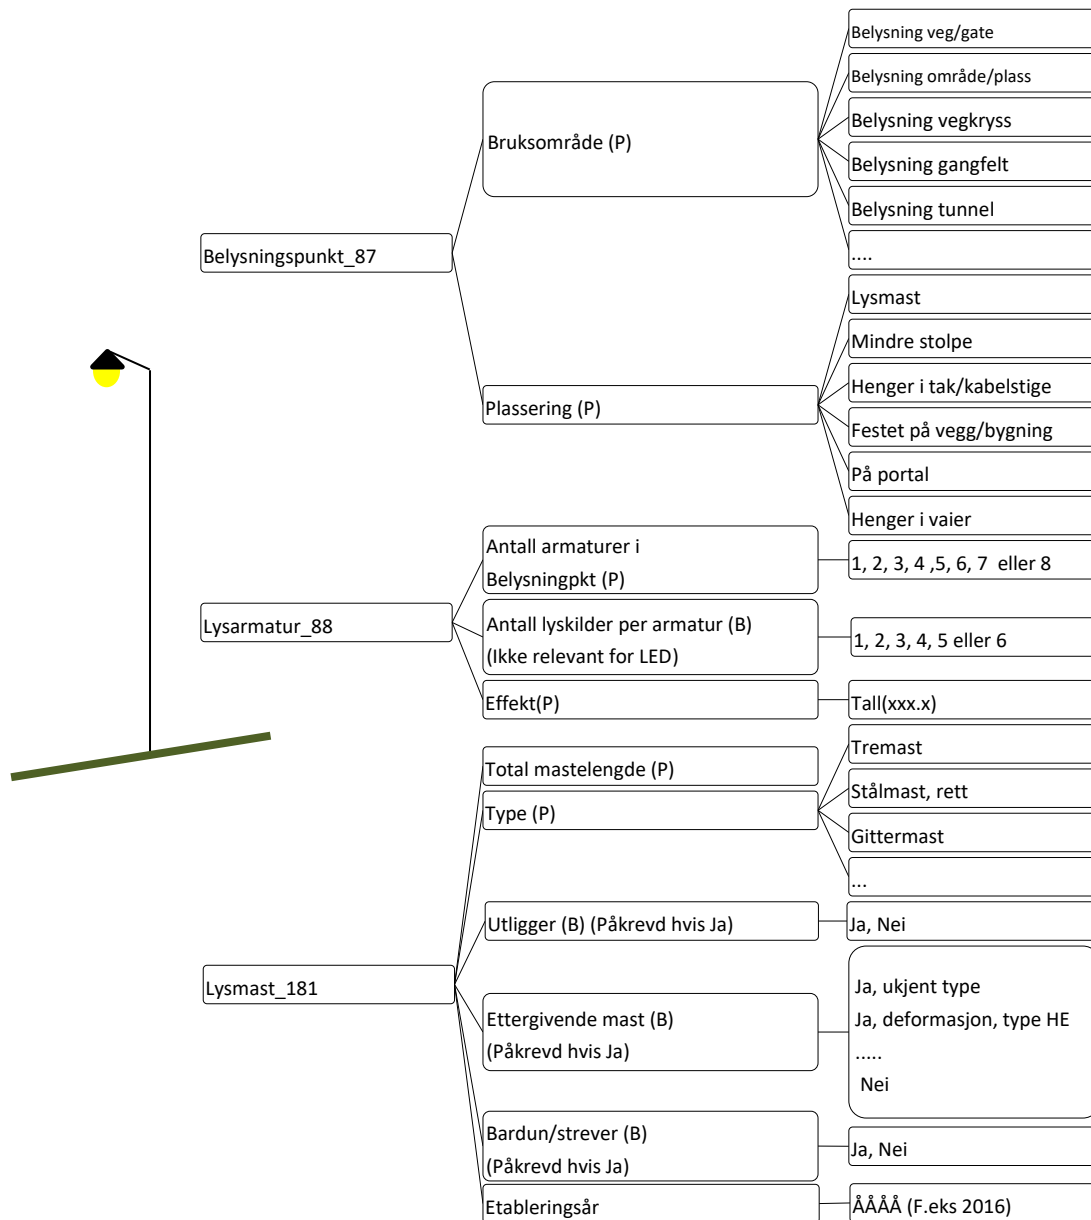 Belysningspunkt_87
Bruksområde (P)
Belysning veg/gate
Belysning område/plass
Belysning vegkryss
Belysning gangfelt
Belysning tunnel
....
Plassering (P)
Lysmast
Mindre stolpe
Henger i tak/kabelstige
Festet på vegg/bygning
På portal
Henger i vaier
Lysarmatur_88
Antall armaturer i
Belysningpkt (P)
1, 2, 3, 4 ,5, 6, 7 eller 8
Antall lyskilder per armatur (B)
(Ikke relevant for LED)
1, 2, 3, 4, 5 eller 6
Effekt(P)
Tall(xxx.x)
Lysmast_181
Total mastelengde (P)
Type (P)
Tremast
Stålmast, rett
Gittermast
...
Utligger (B) (Påkrevd hvis Ja)
Ja, Nei
Ettergivende mast (B)
(Påkrevd hvis Ja)
Ja, ukjent type
Ja, deformasjon, type HE
.....
Nei
Bardun/strever (B)
(Påkrevd hvis Ja)
Ja, Nei
Etableringsår
ÅÅÅÅ (F.eks 2016)